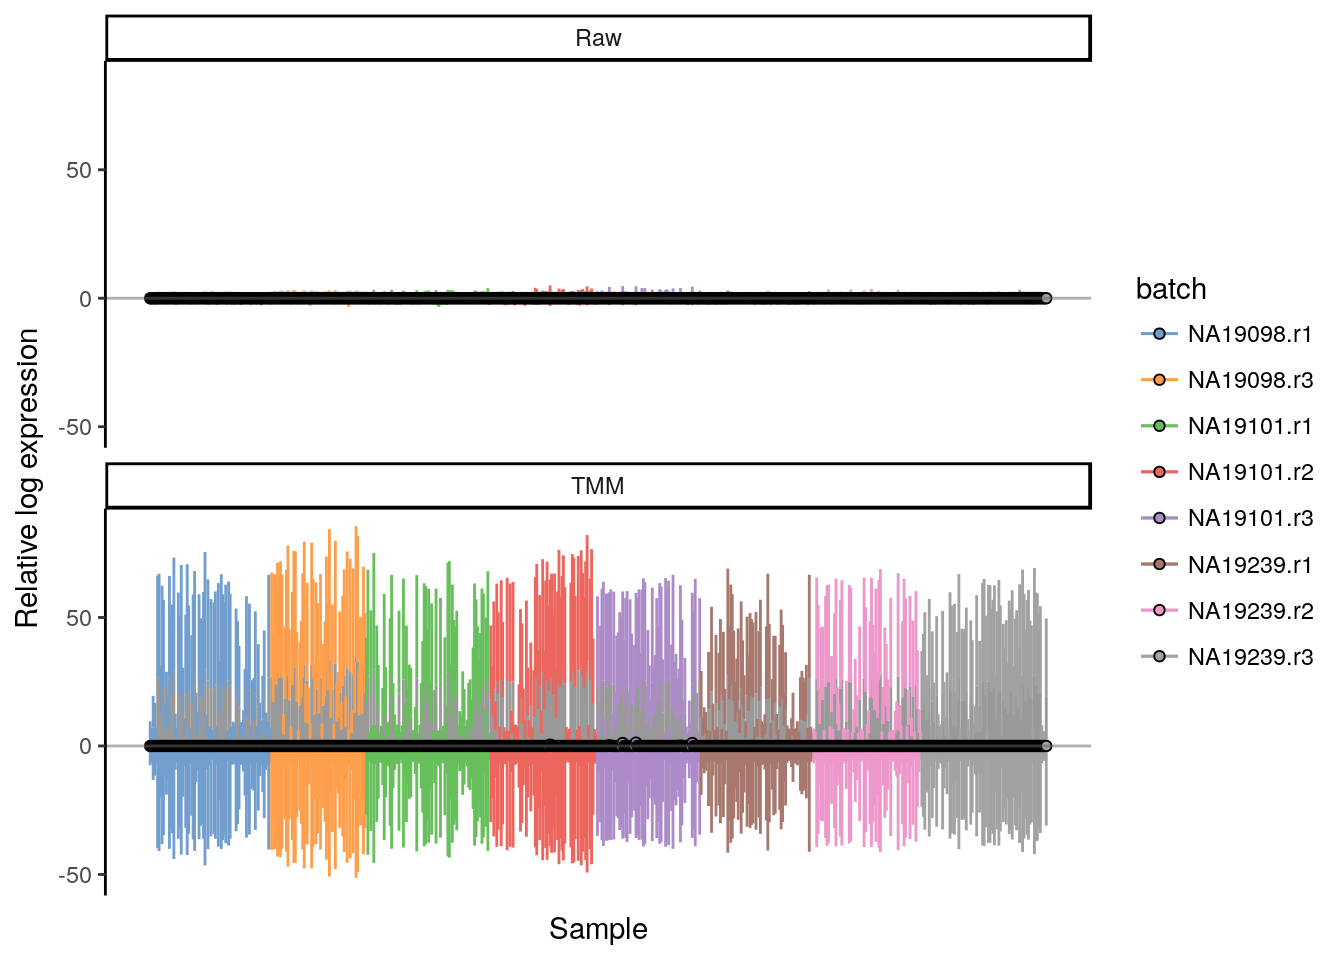 Raw
50
0
-50
TMM
50
0
-50
Relative log expression
Sample
batch
NA19098.r1
NA19098.r3
NA19101.r1
NA19101.r2
NA19101.r3
NA19239.r1
NA19239.r2
NA19239.r3